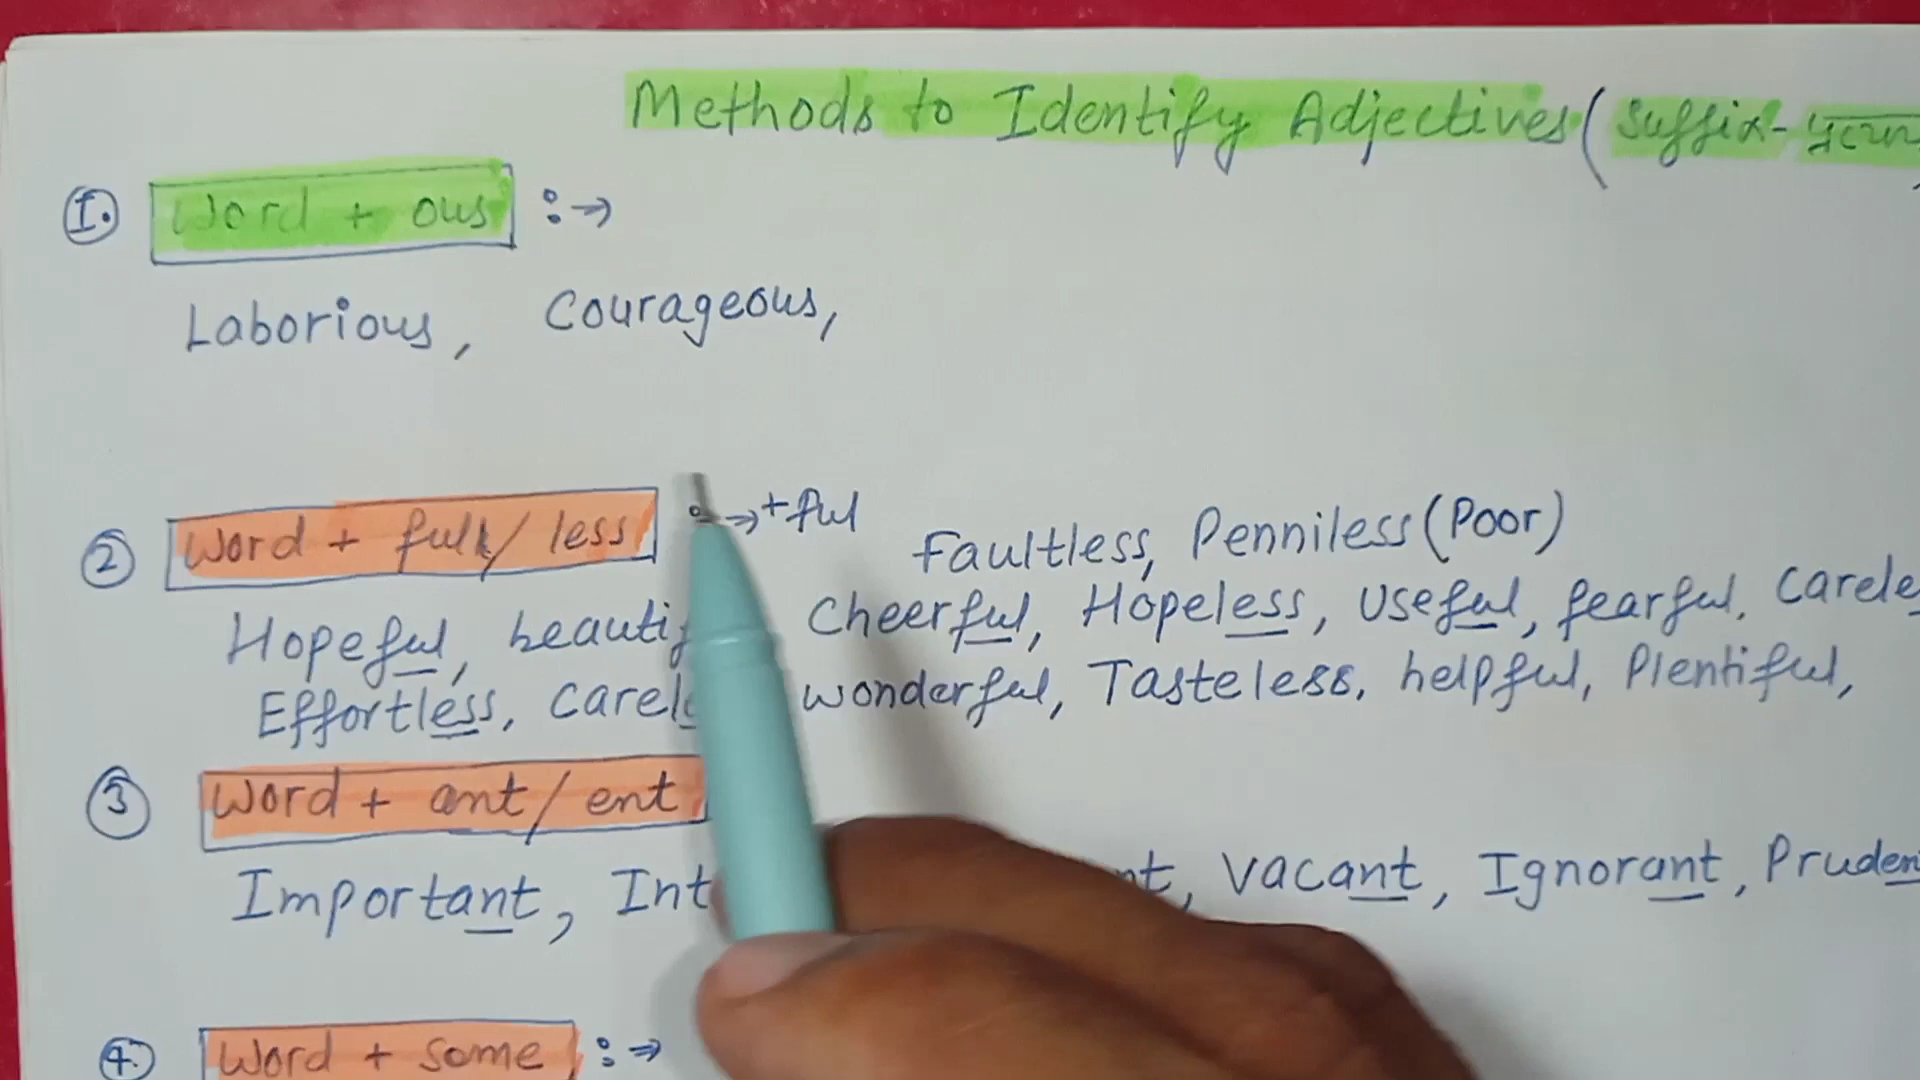 Methods to Identify Adjectives (Suffix-
1. Word + ous :→
Laborious, Courageous,
2 Word + full/ less :→ + ful
Faultless, Penniless (Poor)
Hopeful, Cheerful, Hopeless, Useful, fearful, 
Effortless, wonderful, Tasteless, helpful, Plentiful,
3 Word + ant/ ent
Important, Vacant, Ignorant,
4. Word + some :→